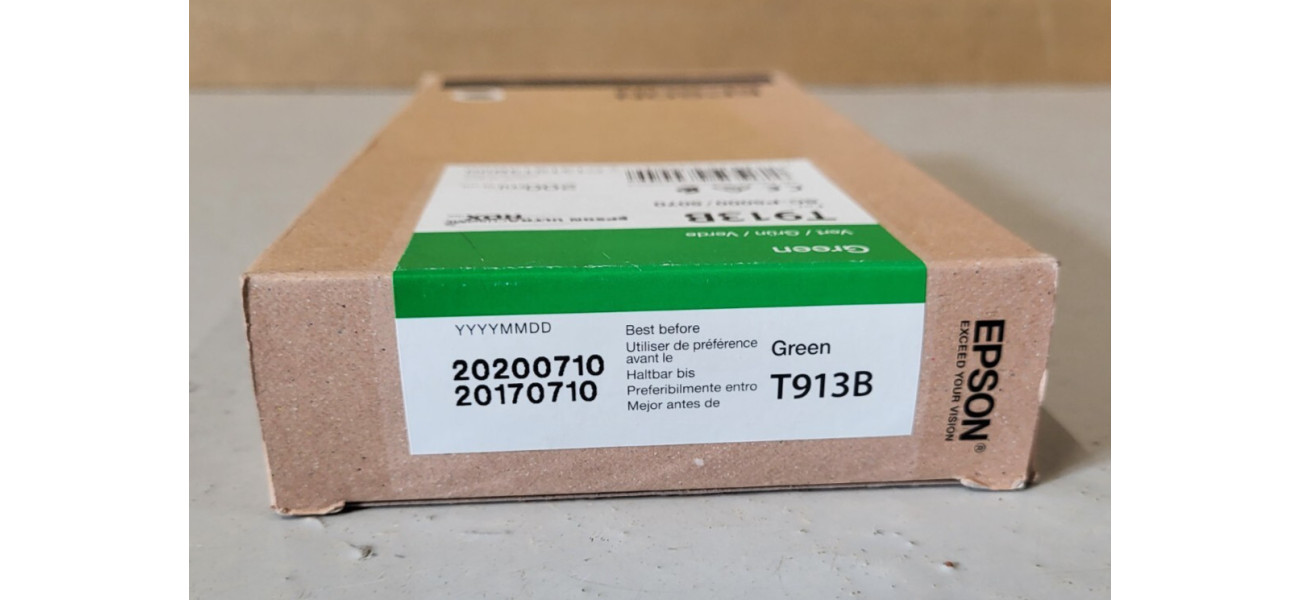 T913B
Green
Vert / Grün / Verde
YYYYMMDD
20200710
20170710
Best before
Utiliser de préférence
avant le
Haltbar bis
Preferibilmente entro
Mejor antes de
Green
T913B
EPSON®
EXCEED YOUR VISION